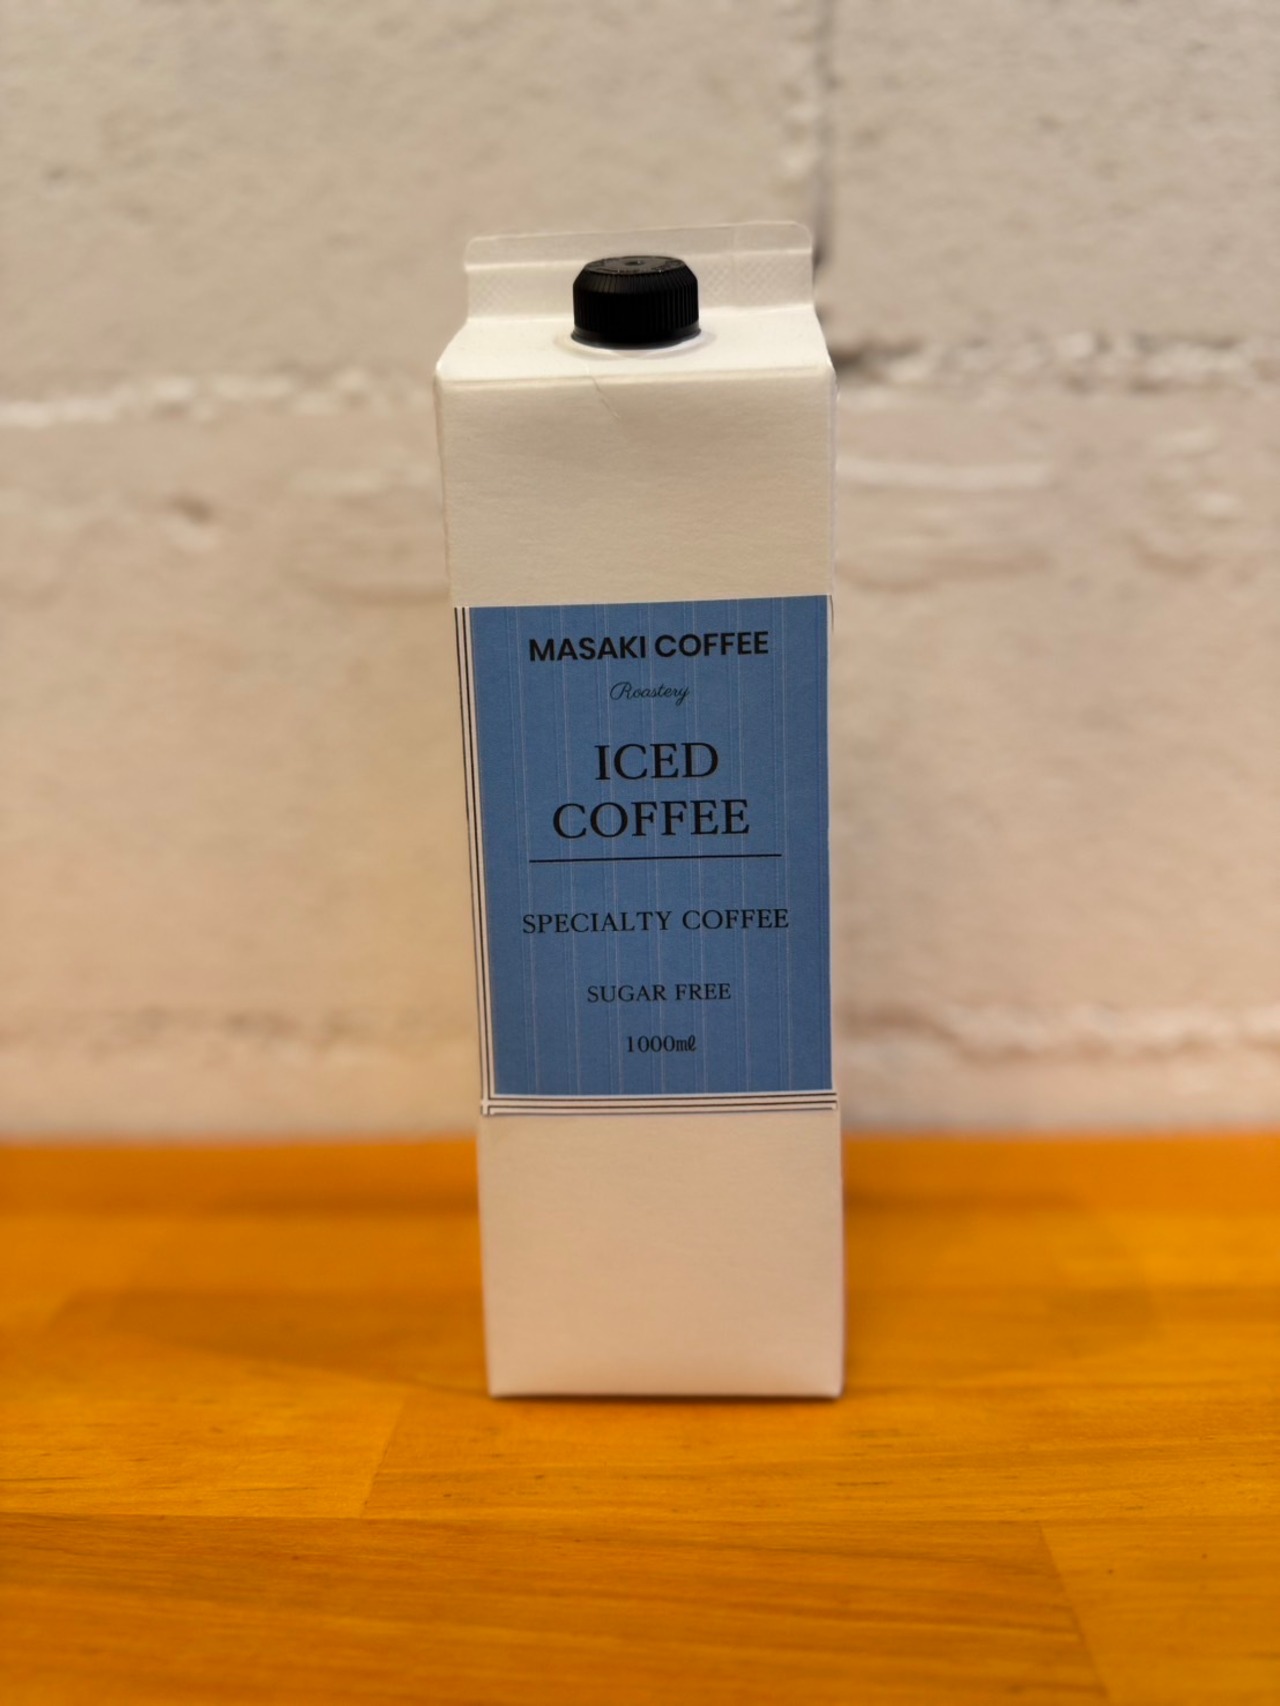 MASAKI COFFEE
Roastery
ICED
COFFEE
SPECIALTY COFFEE
SUGAR FREE
1000㎖